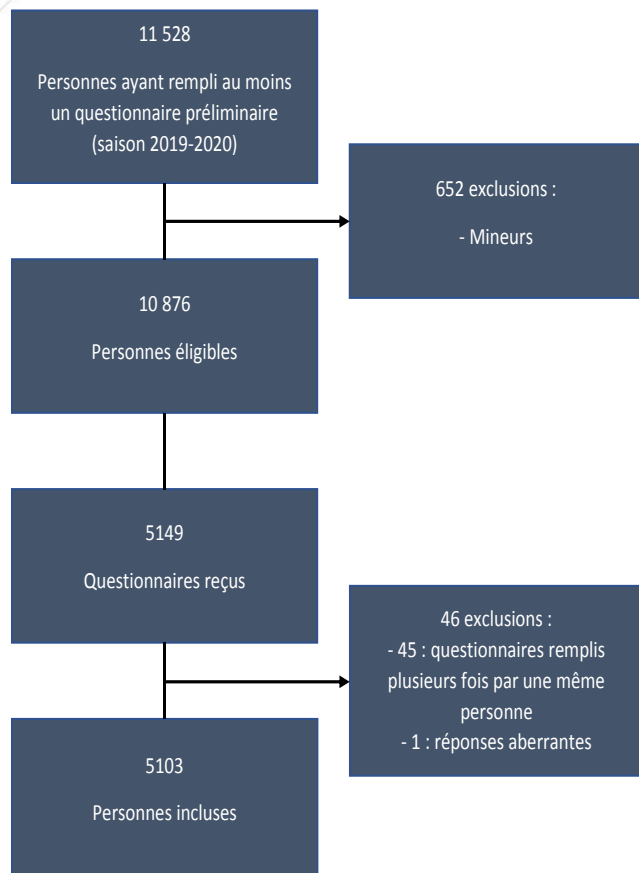 11 528
Personnes ayant rempli au moins
un questionnaire préliminaire
(saison 2019-2020)
652 exclusions :
- Mineurs
10 876
Personnes éligibles
5149
Questionnaires reçus
46 exclusions :
- 45 : questionnaires remplis
plusieurs fois par une même
personne
- 1 : réponses aberrantes
5103
Personnes incluses